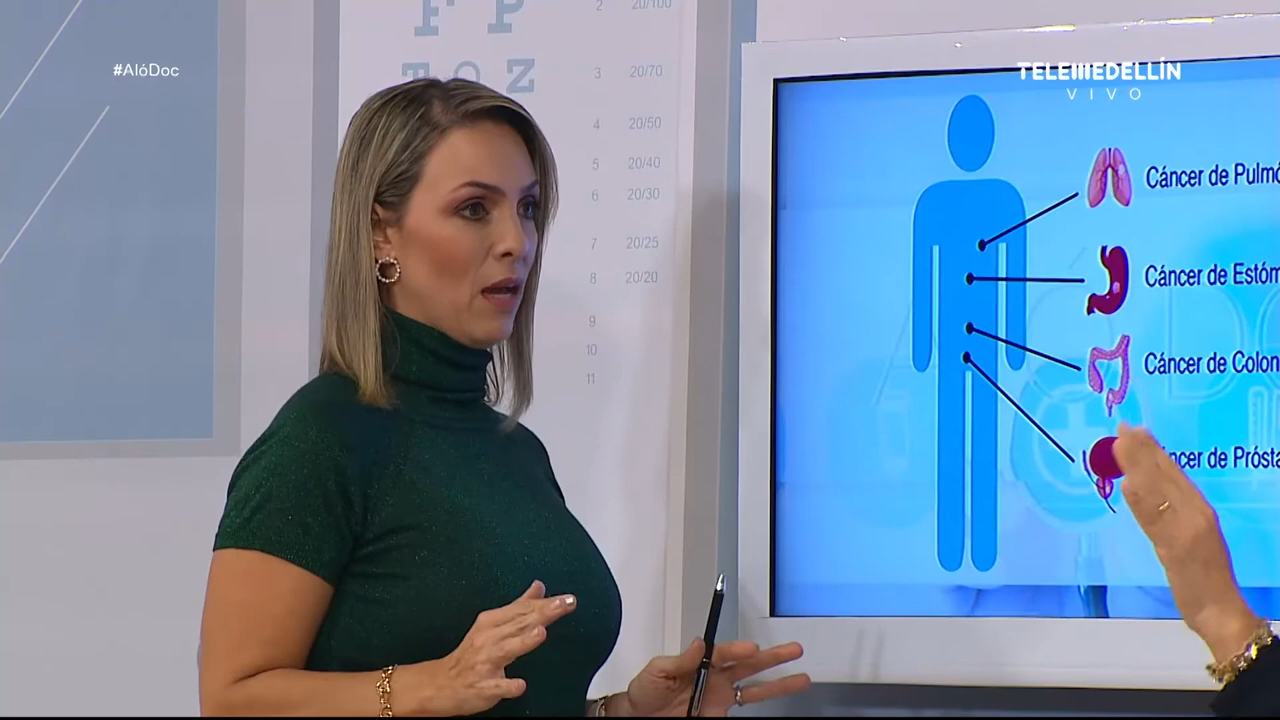 #AlóDoc
TELEMEDELLÍN
VIVO
F P 2 20/100
T O Z 3 20/70
4 20/50
5 20/40
6 20/30
7 20/25
8 20/20
9
10
11
Cáncer de Pulmó
Cáncer de Estóm
Cáncer de Colon
ncer de Prósta